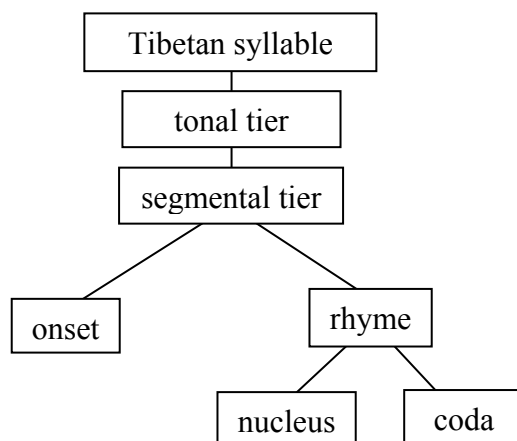 Tibetan syllable
tonal tier
segmental tier
onset
rhyme
nucleus
coda